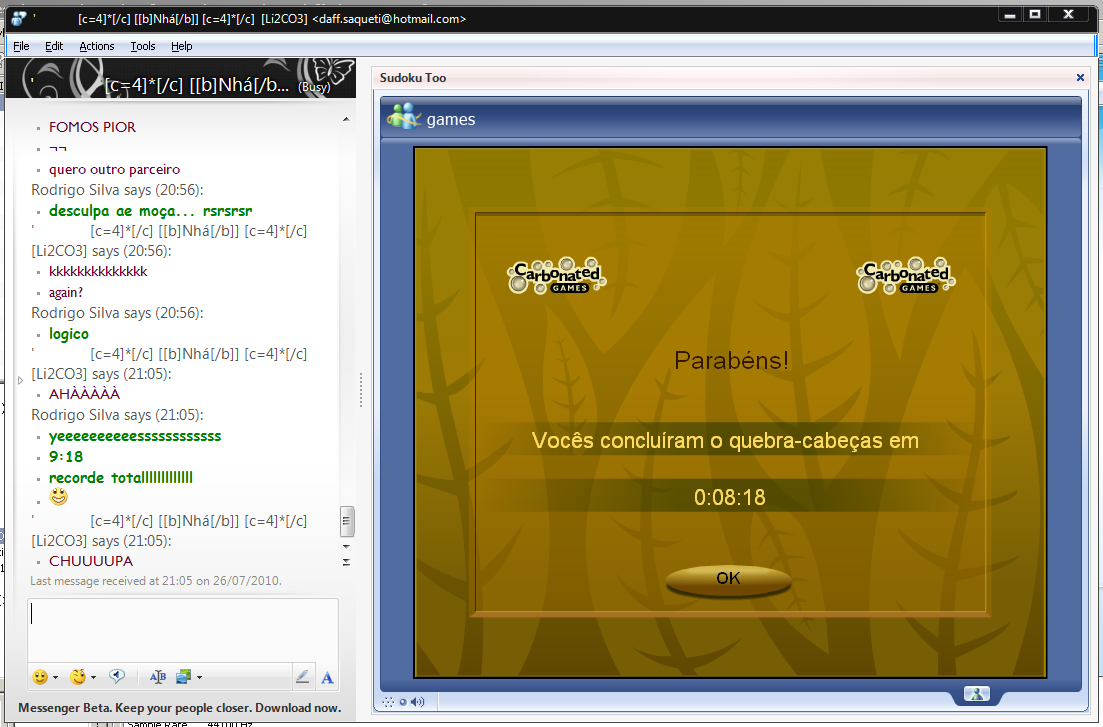 ' [c=4]*[/c] [[b]Nhá[/b]] [c=4]*[/c] [Li2CO3] <daff.saqueti@hotmail.com>
File Edit Actions Tools Help
' [c=4]*[/c] [[b]Nhá[/b... (Busy)
FOMOS PIOR
¬¬
quero outro parceiro
Rodrigo Silva says (20:56):
desculpa ae moça... rsrsrsr
' [c=4]*[/c] [[b]Nhá[/b]] [c=4]*[/c]
[Li2CO3] says (20:56):
kkkkkkkkkkkkkk
again?
Rodrigo Silva says (20:56):
logico
' [c=4]*[/c] [[b]Nhá[/b]] [c=4]*[/c]
[Li2CO3] says (21:05):
AHÀÀÀÀÀ
Rodrigo Silva says (21:05):
yeeeeeeeeeessssssssssss
9:18
recorde totalllllllllllll
' [c=4]*[/c] [[b]Nhá[/b]] [c=4]*[/c]
[Li2CO3] says (21:05):
CHUUUUPA
Last message received at 21:05 on 26/07/2010.
Messenger Beta. Keep your people closer. Download now.
Sudoku Too
games
Carbonated GAMES
Carbonated GAMES
Parabéns!
Vocês concluíram o quebra-cabeças em
0:08:18
OK
Sample Rate 44100 Hz